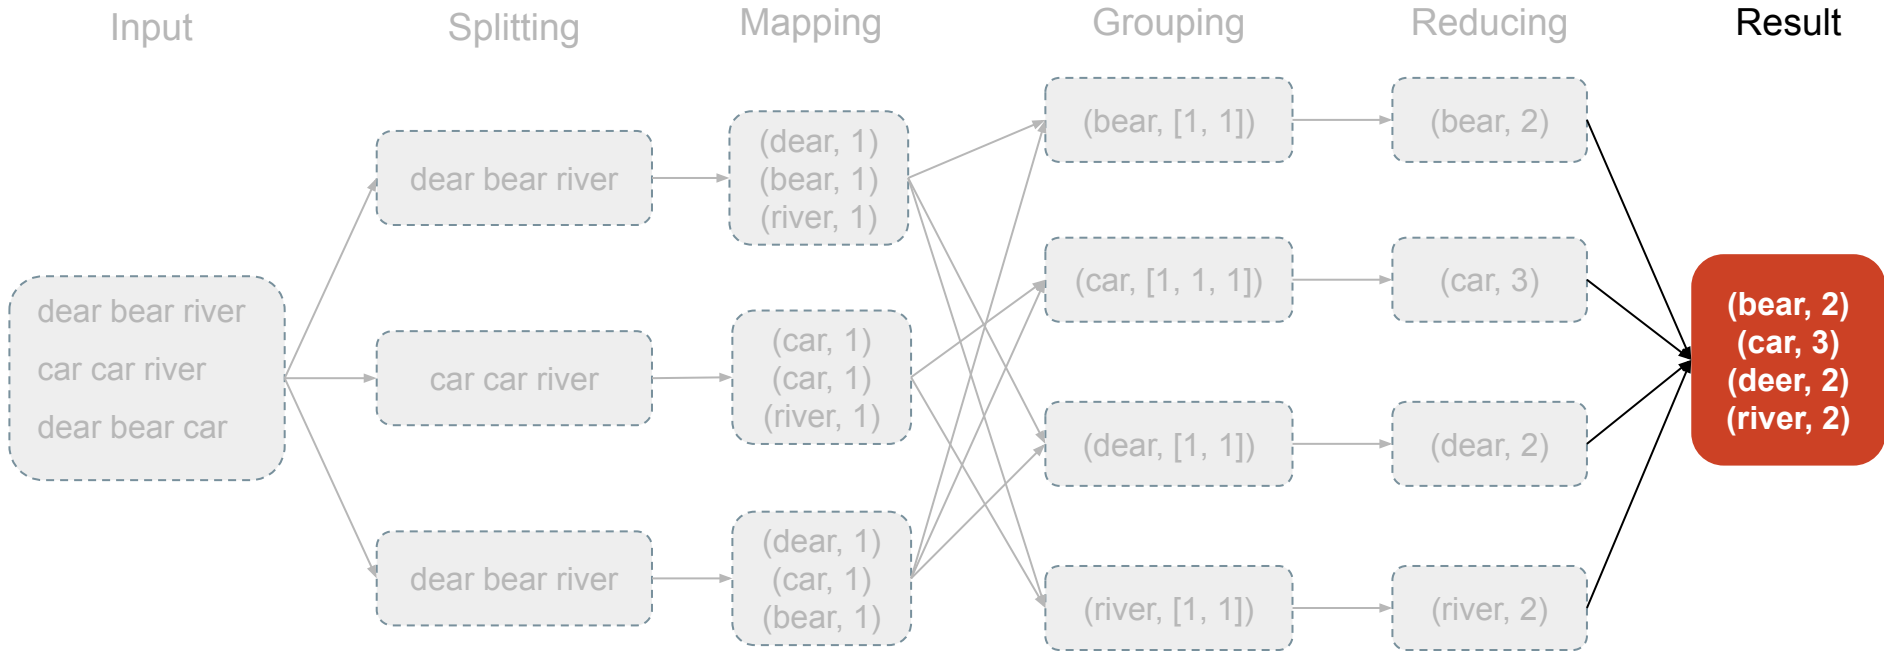 Input
Splitting
Mapping
Grouping
Reducing
Result
dear bear river
car car river
dear bear car
dear bear river
car car river
dear bear river
(dear, 1)
(bear, 1)
(river, 1)
(car, 1)
(car, 1)
(river, 1)
(dear, 1)
(car, 1)
(bear, 1)
(bear, [1, 1])
(car, [1, 1, 1])
(dear, [1, 1])
(river, [1, 1])
(bear, 2)
(car, 3)
(dear, 2)
(river, 2)
(bear, 2)
(car, 3)
(deer, 2)
(river, 2)